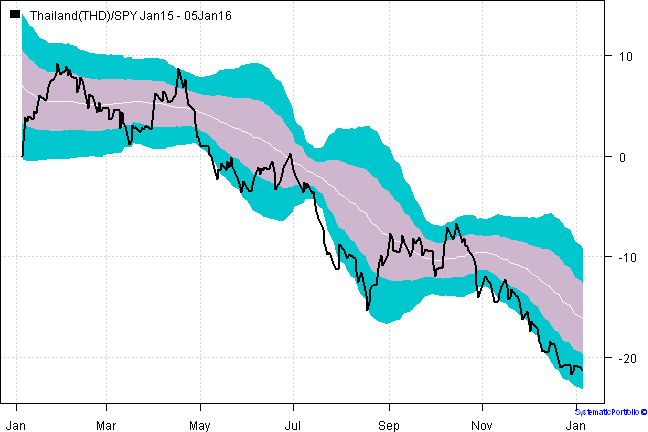 Thailand(THD)/SPY Jan15 - 05Jan16
10
0
-10
-20
Jan Mar May Jul Sep Nov Jan
SystematicPortfolio ©